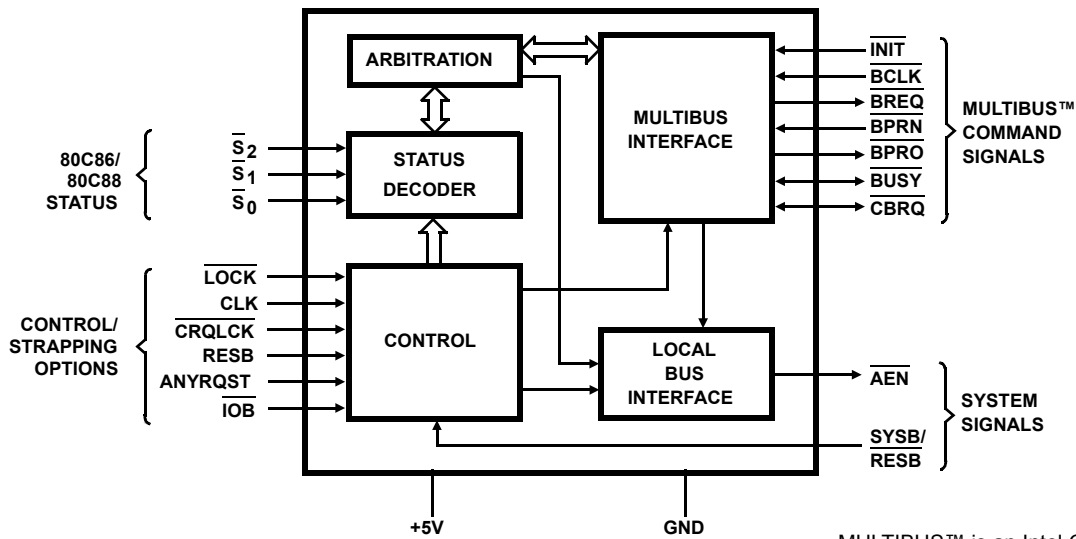 ARBITRATION
MULTIBUS
INTERFACE
INIT
BCLK
BREQ
BPRN
BPRO
BUSY
CBRQ
MULTIBUS™
COMMAND
SIGNALS
80C86/
80C88
STATUS
S2
S1
S0
STATUS
DECODER
CONTROL/
STRAPPING
OPTIONS
LOCK
CLK
CRQLCK
RESB
ANYRQST
IOB
CONTROL
LOCAL
BUS
INTERFACE
AEN
SYSB/
RESB
SYSTEM
SIGNALS
+5V
GND